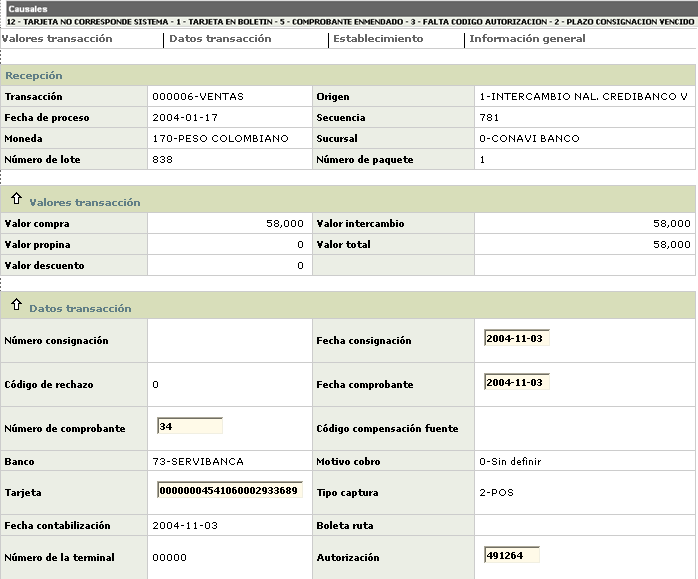 Causales
12 - TARJETA NO CORRESPONDE SISTEMA - 1 - TARJETA EN BOLETIN - 5 - COMPROBANTE ENMENDADO - 3 - FALTA CODIGO AUTORIZACION - 2 - PLAZO CONSIGNACION VENCIDO
Valores transacción Datos transacción Establecimiento Información general
Recepción
Transacción 000006-VENTAS Origen 1-INTERCAMBIO NAL. CREDIBANCO V
Fecha de proceso 2004-01-17 Secuencia 781
Moneda 170-PESO COLOMBIANO Sucursal 0-CONAVI BANCO
Número de lote 838 Número de paquete 1
Valores transacción
Valor compra 58,000 Valor intercambio 58,000
Valor propina 0 Valor total 58,000
Valor descuento 0
Datos transacción
Número consignación Fecha consignación 2004-11-03
Código de rechazo 0 Fecha comprobante 2004-11-03
Número de comprobante 34 Código compensación fuente
Banco 73-SERVIBANCA Motivo cobro 0-Sin definir
Tarjeta 00000004541060002933689 Tipo captura 2-POS
Fecha contabilización 2004-11-03 Boleta ruta
Número de la terminal 00000 Autorización 491264